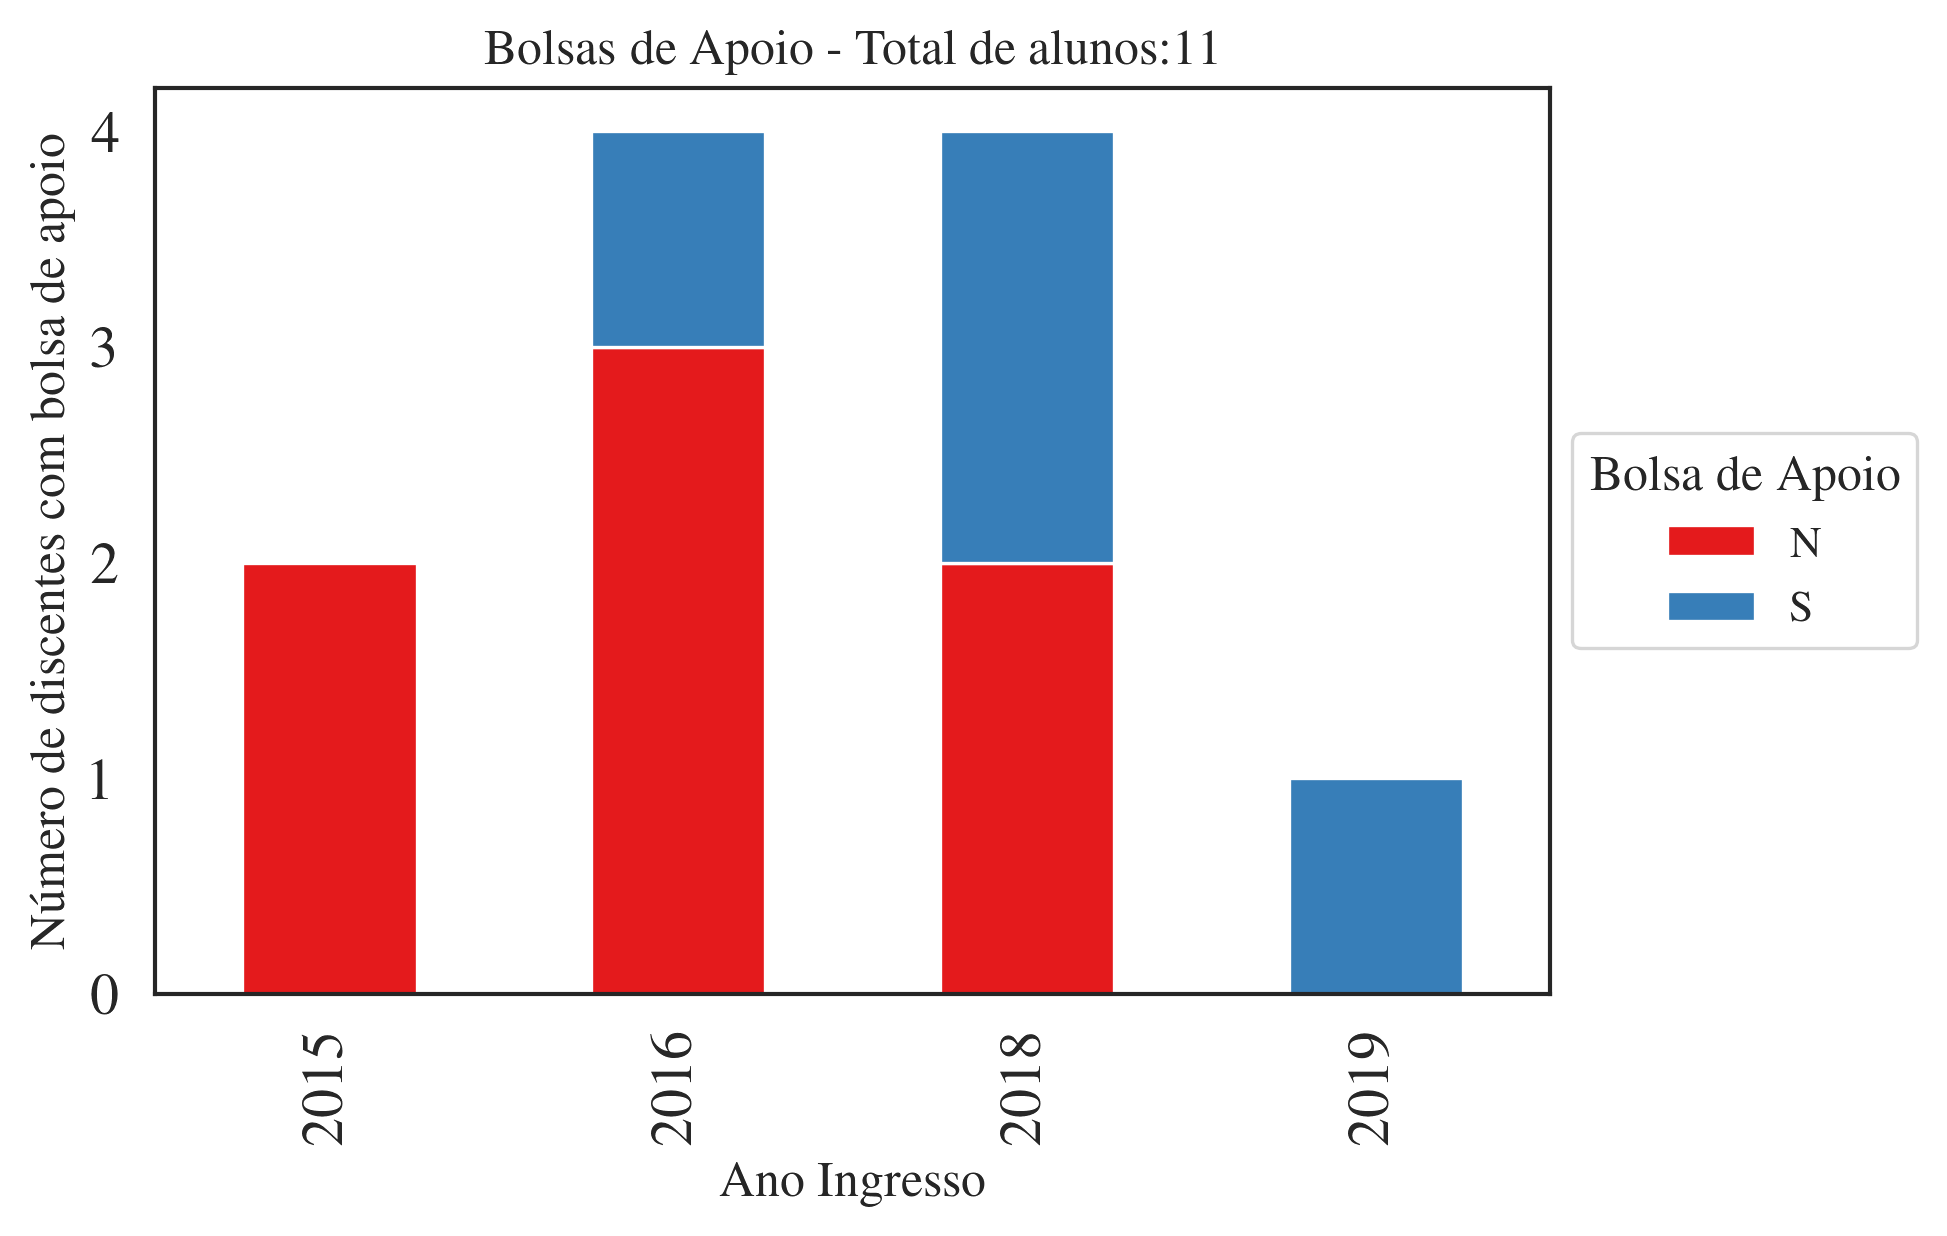 Bolsas de Apoio - Total de alunos:11
Número de discentes com bolsa de apoio
4
3
2
1
0
2015
2016
2018
2019
Ano Ingresso
Bolsa de Apoio
N
S